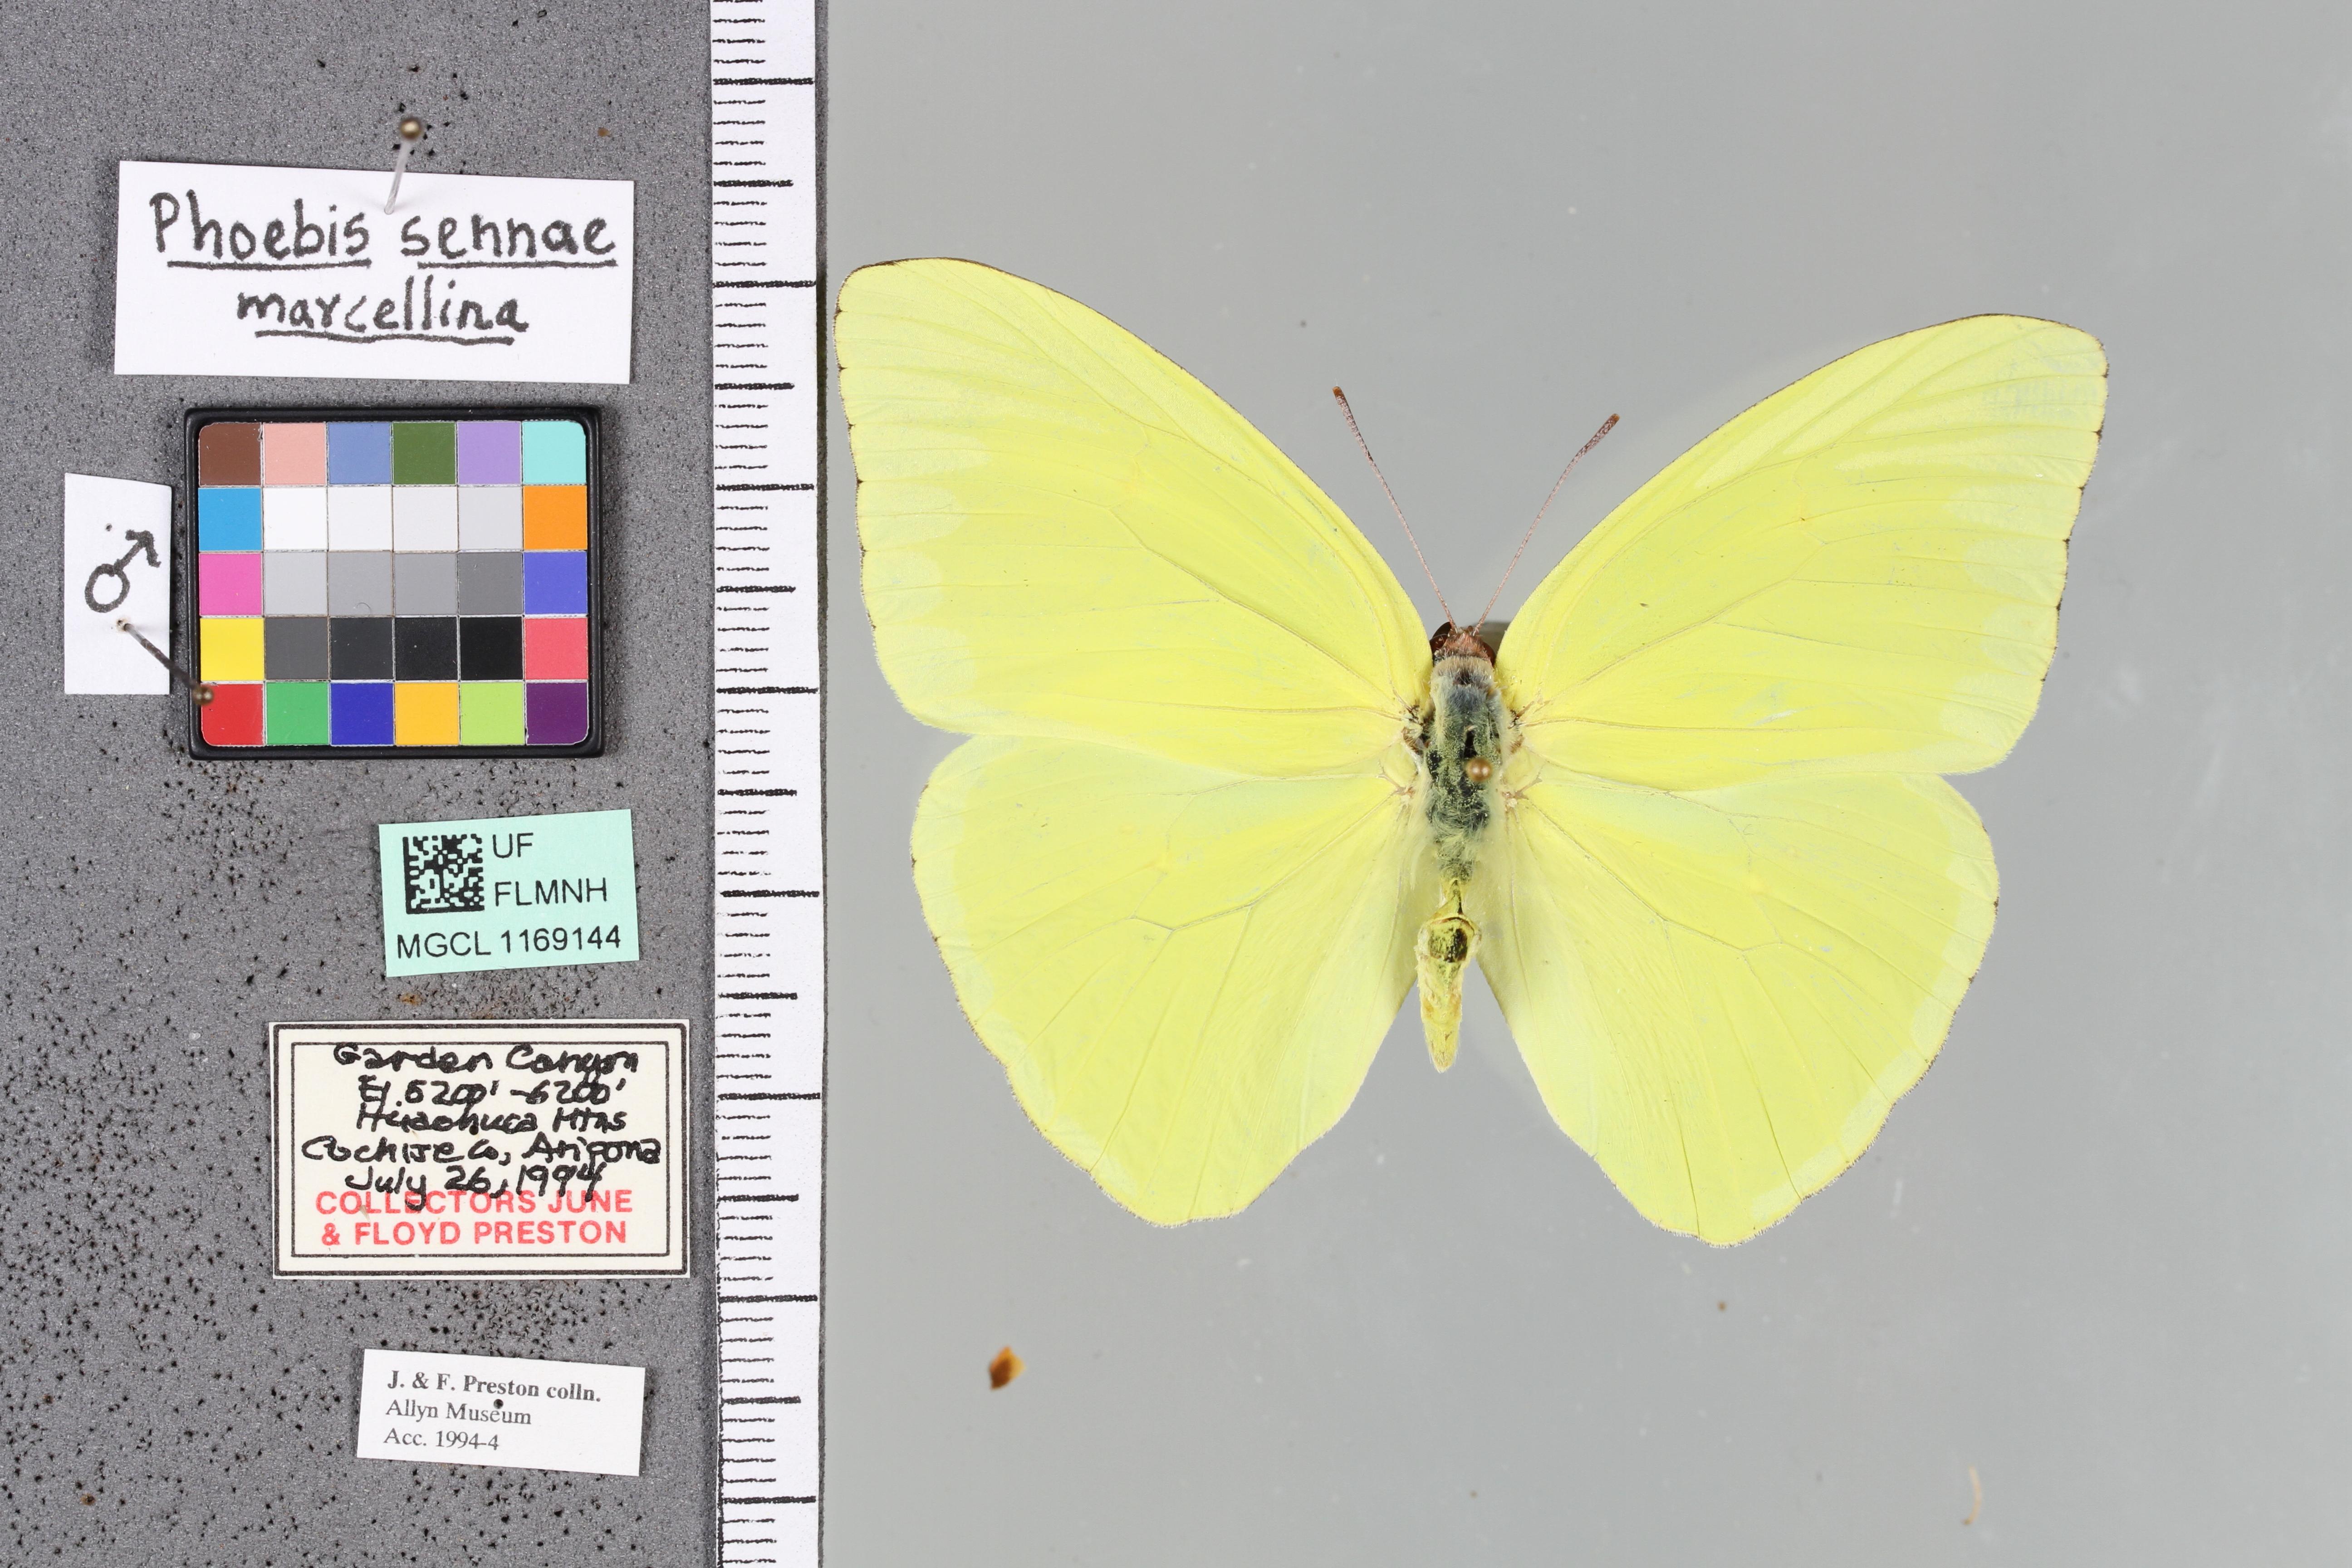 Phoebis sennae
marcellina
♂
UF
FLMNH
MGCL 1169144
Garden Canyon
El. 5200' - 6200'
Huachuca Mtns
Cochise Co, Arizona
July 26, 1994
COLLECTORS JUNE
& FLOYD PRESTON
J. & F. Preston colln.
Allyn Museum
Acc. 1994-4